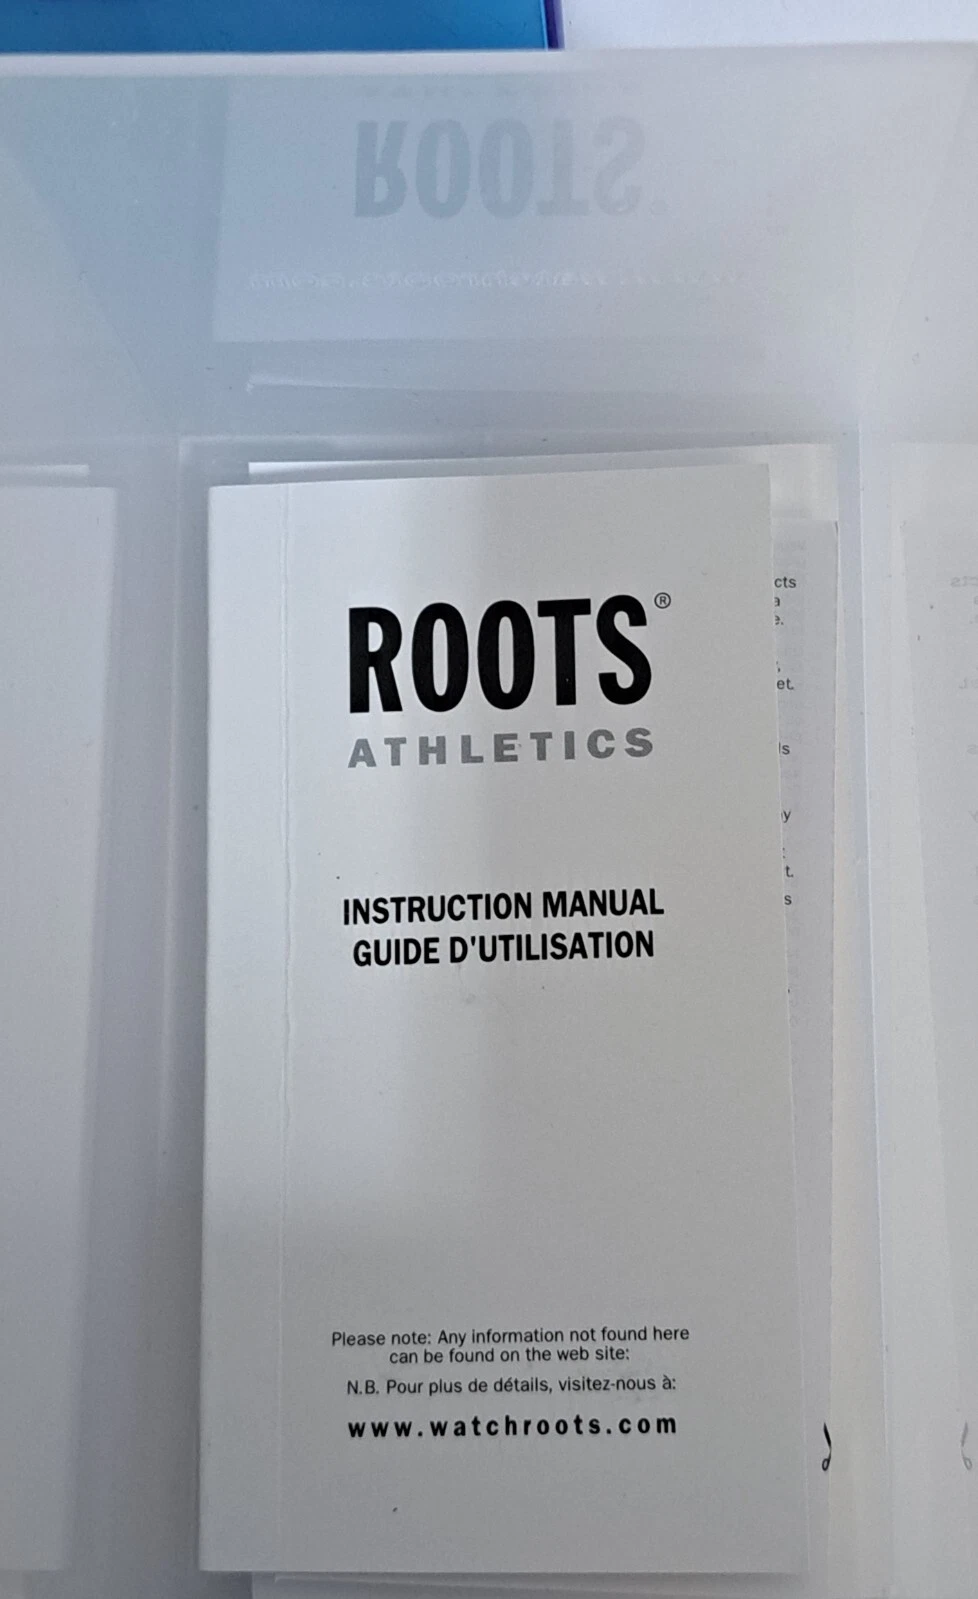 ROOTS®
ATHLETICS
INSTRUCTION MANUAL
GUIDE D'UTILISATION
Please note: Any information not found here
can be found on the web site:
N.B. Pour plus de détails, visitez-nous à:
www.watchroots.com